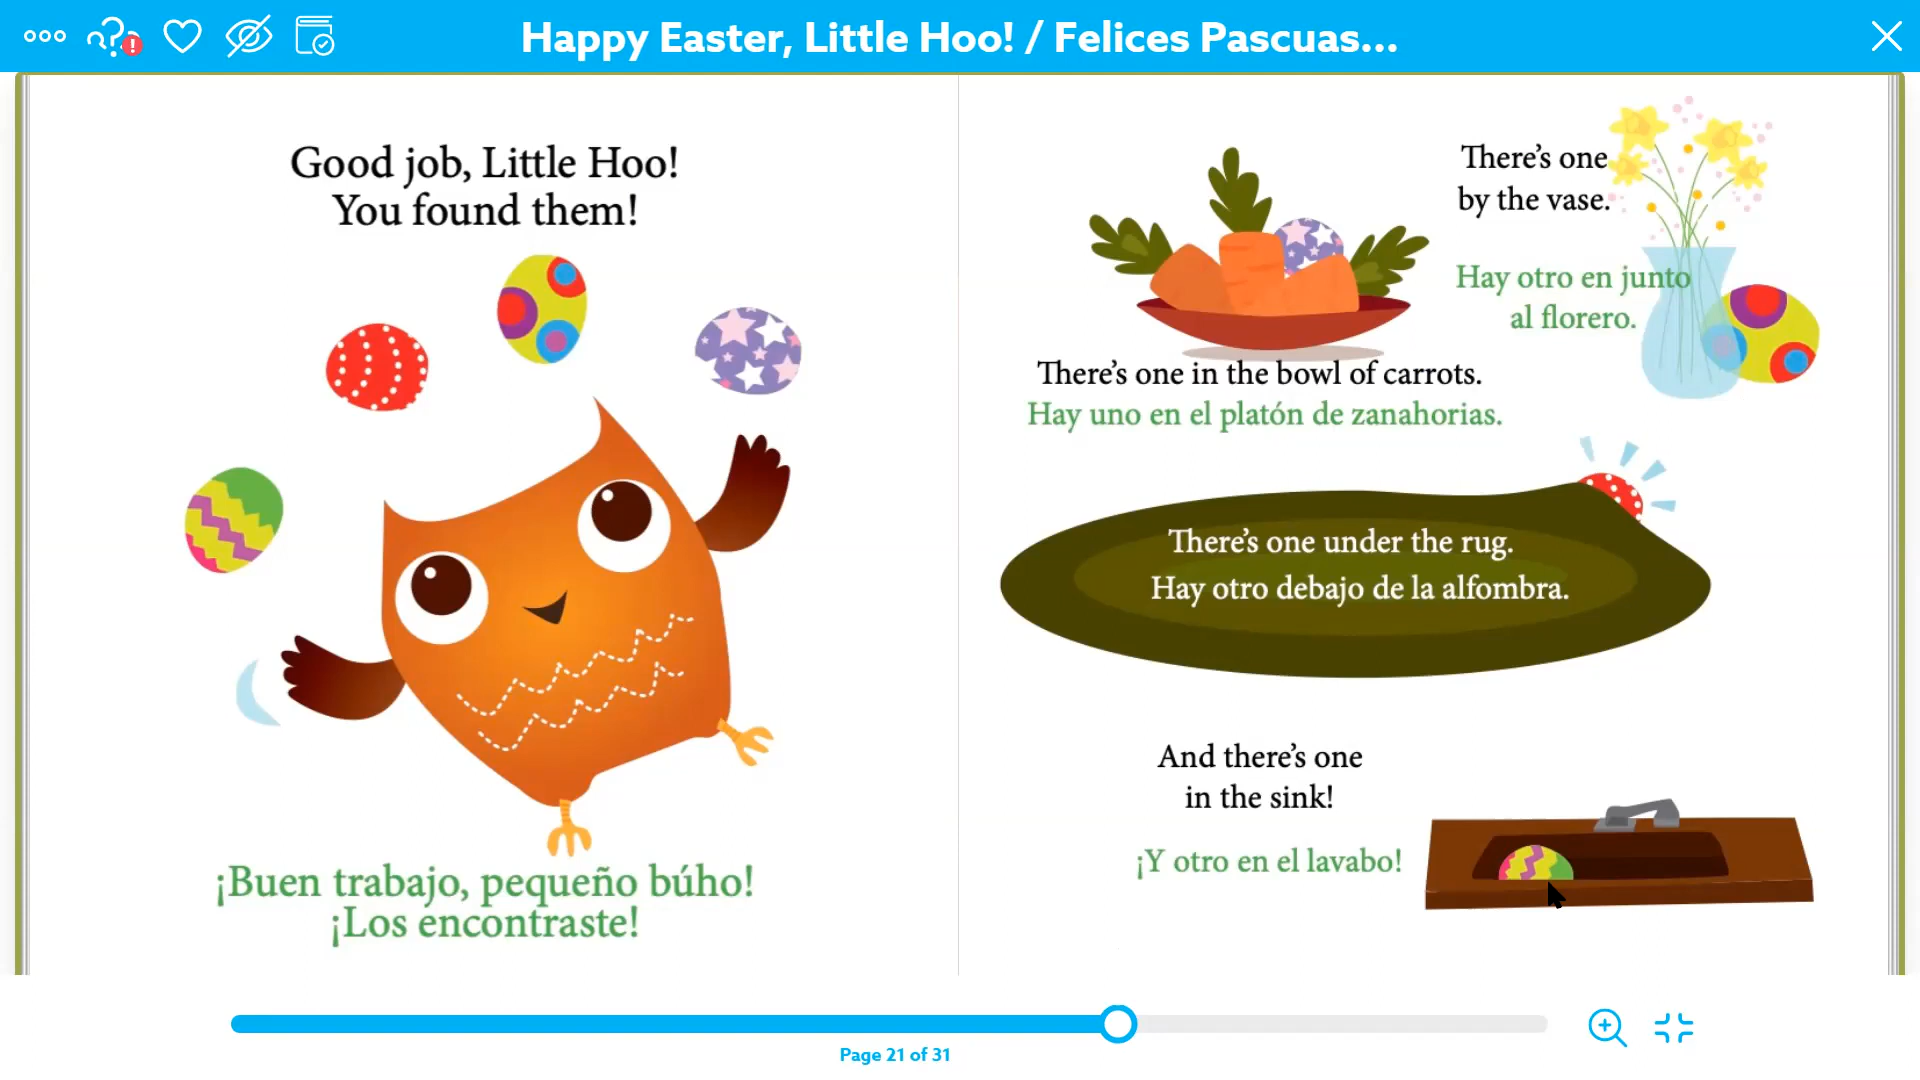 Happy Easter, Little Hoo! / Felices Pascuas...
Good job, Little Hoo!
You found them!
¡Buen trabajo, pequeño búho!
¡Los encontraste!
There's one
by the vase.
Hay otro en junto
al florero.
There's one in the bowl of carrots.
Hay uno en el platón de zanahorias.
There's one under the rug.
Hay otro debajo de la alfombra.
And there's one
in the sink!
¡Y otro en el lavabo!
Page 21 of 31